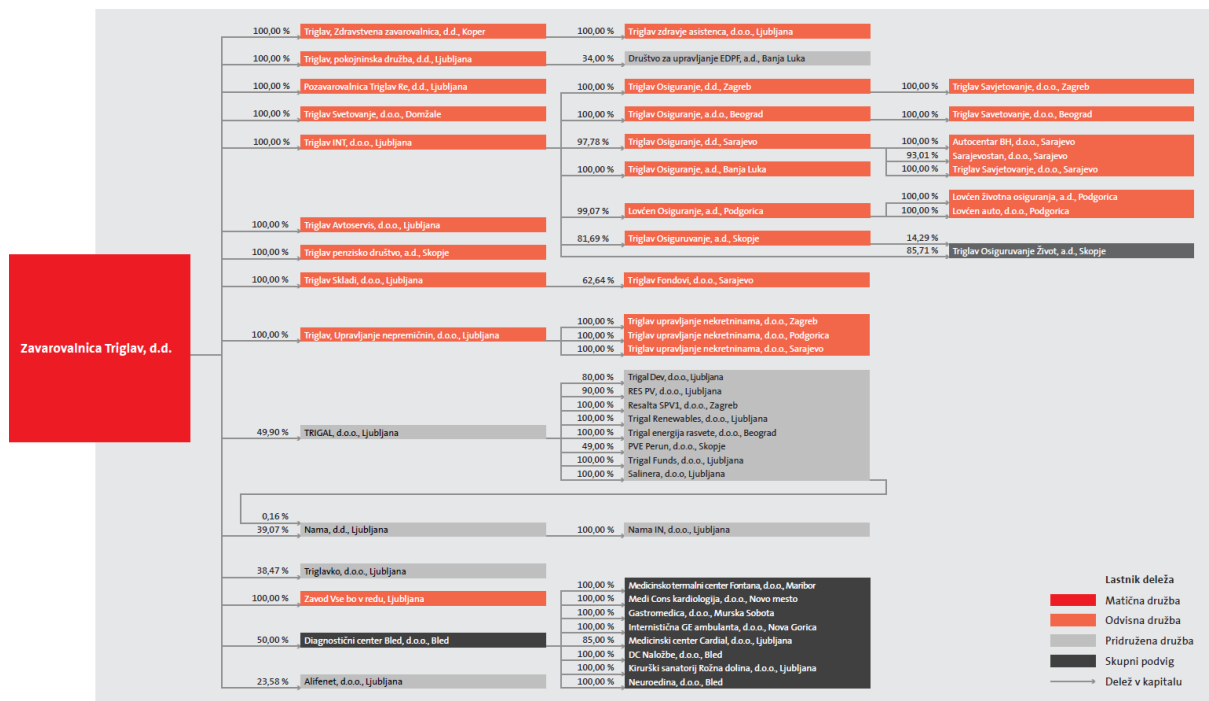 Zavarovalnica Triglav, d.d.
100,00 % Triglav, Zdravstvena zavarovalnica, d.d., Koper
100,00 % Triglav zdravje asistenca, d.o.o., Ljubljana
100,00 % Triglav, pokojninska družba, d.d., Ljubljana
34,00 % Društvo za upravljanje EDPF, a.d., Banja Luka
100,00 % Pozavarovalnica Triglav Re, d.d., Ljubljana
100,00 % Triglav Svetovanje, d.o.o., Domžale
100,00 % Triglav INT, d.o.o., Ljubljana
100,00 % Triglav Osiguranje, d.d., Zagreb
100,00 % Triglav Savjetovanje, d.o.o., Zagreb
100,00 % Triglav Osiguranje, a.d.o., Beograd
100,00 % Triglav Savetovanje, d.o.o., Beograd
97,78 % Triglav Osiguranje, d.d., Sarajevo
100,00 % Autocentar BH, d.o.o., Sarajevo
93,01 % Sarajevostan, d.o.o., Sarajevo
100,00 % Triglav Savjetovanje, d.o.o., Sarajevo
100,00 % Triglav Osiguranje, a.d., Banja Luka
99,07 % Lovćen Osiguranje, a.d., Podgorica
100,00 % Lovćen životna osiguranja, a.d., Podgorica
100,00 % Lovćen auto, d.o.o., Podgorica
81,69 % Triglav Osiguruvanje, a.d., Skopje
14,29 %
85,71 % Triglav Osiguruvanje Život, a.d., Skopje
100,00 % Triglav Avtoservis, d.o.o., Ljubljana
100,00 % Triglav penzisko društvo, a.d., Skopje
100,00 % Triglav Skladi, d.o.o., Ljubljana
62,64 % Triglav Fondovi, d.o.o., Sarajevo
100,00 % Triglav, Upravljanje nepremičnin, d.o.o., Ljubljana
100,00 % Triglav upravljanje nekretninama, d.o.o., Zagreb
100,00 % Triglav upravljanje nekretninama, d.o.o., Podgorica
100,00 % Triglav upravljanje nekretninama, d.o.o., Sarajevo
49,90 % TRIGAL, d.o.o., Ljubljana
80,00 % Trigal Dev, d.o.o., Ljubljana
90,00 % RES PV, d.o.o., Ljubljana
100,00 % Resalta SPV1, d.o.o., Zagreb
100,00 % Trigal Renewables, d.o.o., Ljubljana
100,00 % Trigal energija rasvete, d.o.o., Beograd
49,00 % PVE Perun, d.o.o., Skopje
100,00 % Trigal Funds, d.o.o., Ljubljana
100,00 % Salinera, d.o.o, Ljubljana
0,16 %
39,07 % Nama, d.d., Ljubljana
100,00 % Nama IN, d.o.o., Ljubljana
38,47 % Triglavko, d.o.o., Ljubljana
100,00 % Zavod Vse bo v redu, Ljubljana
50,00 % Diagnostični center Bled, d.o.o., Bled
100,00 % Medicinsko termalni center Fontana, d.o.o., Maribor
100,00 % Medi Cons kardiologija, d.o.o., Novo mesto
100,00 % Gastromedica, d.o.o., Murska Sobota
100,00 % Internistična GE ambulanta, d.o.o., Nova Gorica
85,00 % Medicinski center Cardial, d.o.o., Ljubljana
100,00 % DC Naložbe, d.o.o., Bled
100,00 % Kirurški sanatorij Rožna dolina, d.o.o., Ljubljana
100,00 % Neuroedina, d.o.o., Bled
23,58 % Alifenet, d.o.o., Ljubljana
Lastnik deleža
Matična družba
Odvisna družba
Pridružena družba
Skupni podvig
Delež v kapitalu